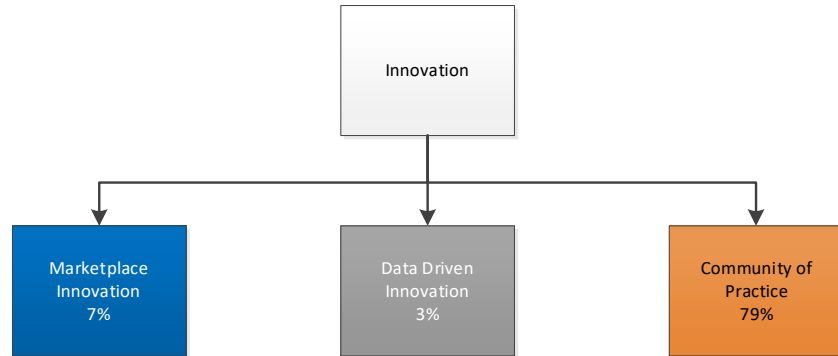 Innovation
Marketplace
Innovation
7%
Data Driven
Innovation
3%
Community of
Practice
79%